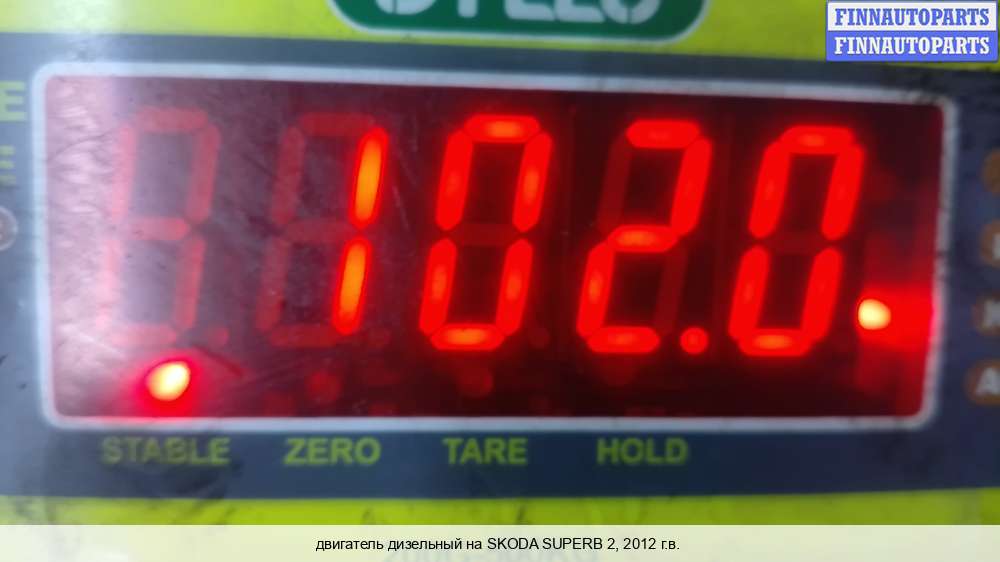 FINNAUTOPARTS
FINNAUTOPARTS
102.0
STABLE ZERO TARE HOLD
двигатель дизельный на SKODA SUPERB 2, 2012 г.в.